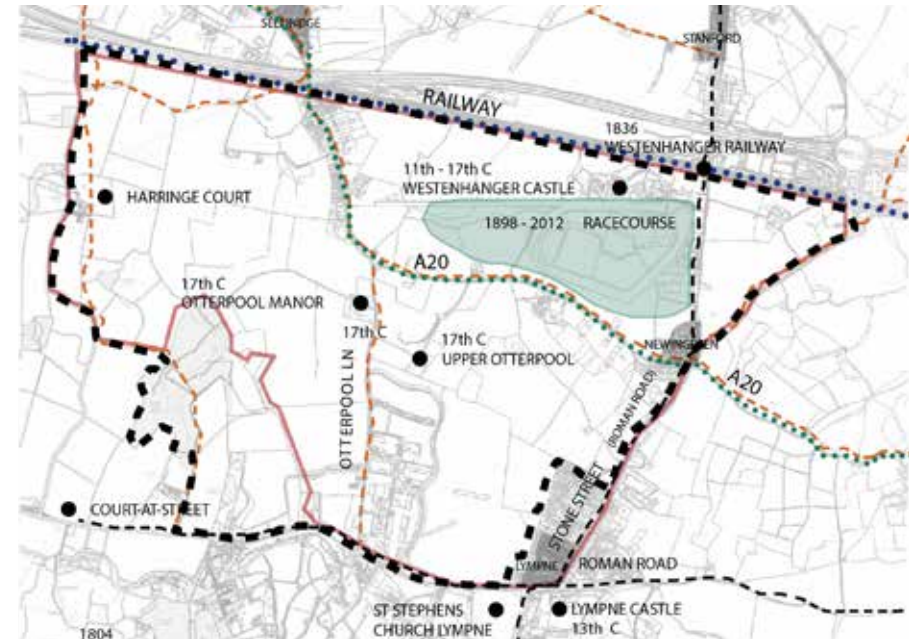 SELLINDGE
STANFORD
RAILWAY
1836
WESTENHANGER RAILWAY
11th - 17th C
WESTENHANGER CASTLE
HARRINGE COURT
1898 - 2012 RACECOURSE
A20
17th C
OTTERPOOL MANOR
17th C
17th C
UPPER OTTERPOOL
NEWINGREEN
A20
OTTERPOOL LN
(ROMAN ROAD)
STONE STREET
COURT-AT-STREET
LYMPNE
ROMAN ROAD
ST STEPHENS
CHURCH LYMPNE
LYMPNE CASTLE
13th C
1804